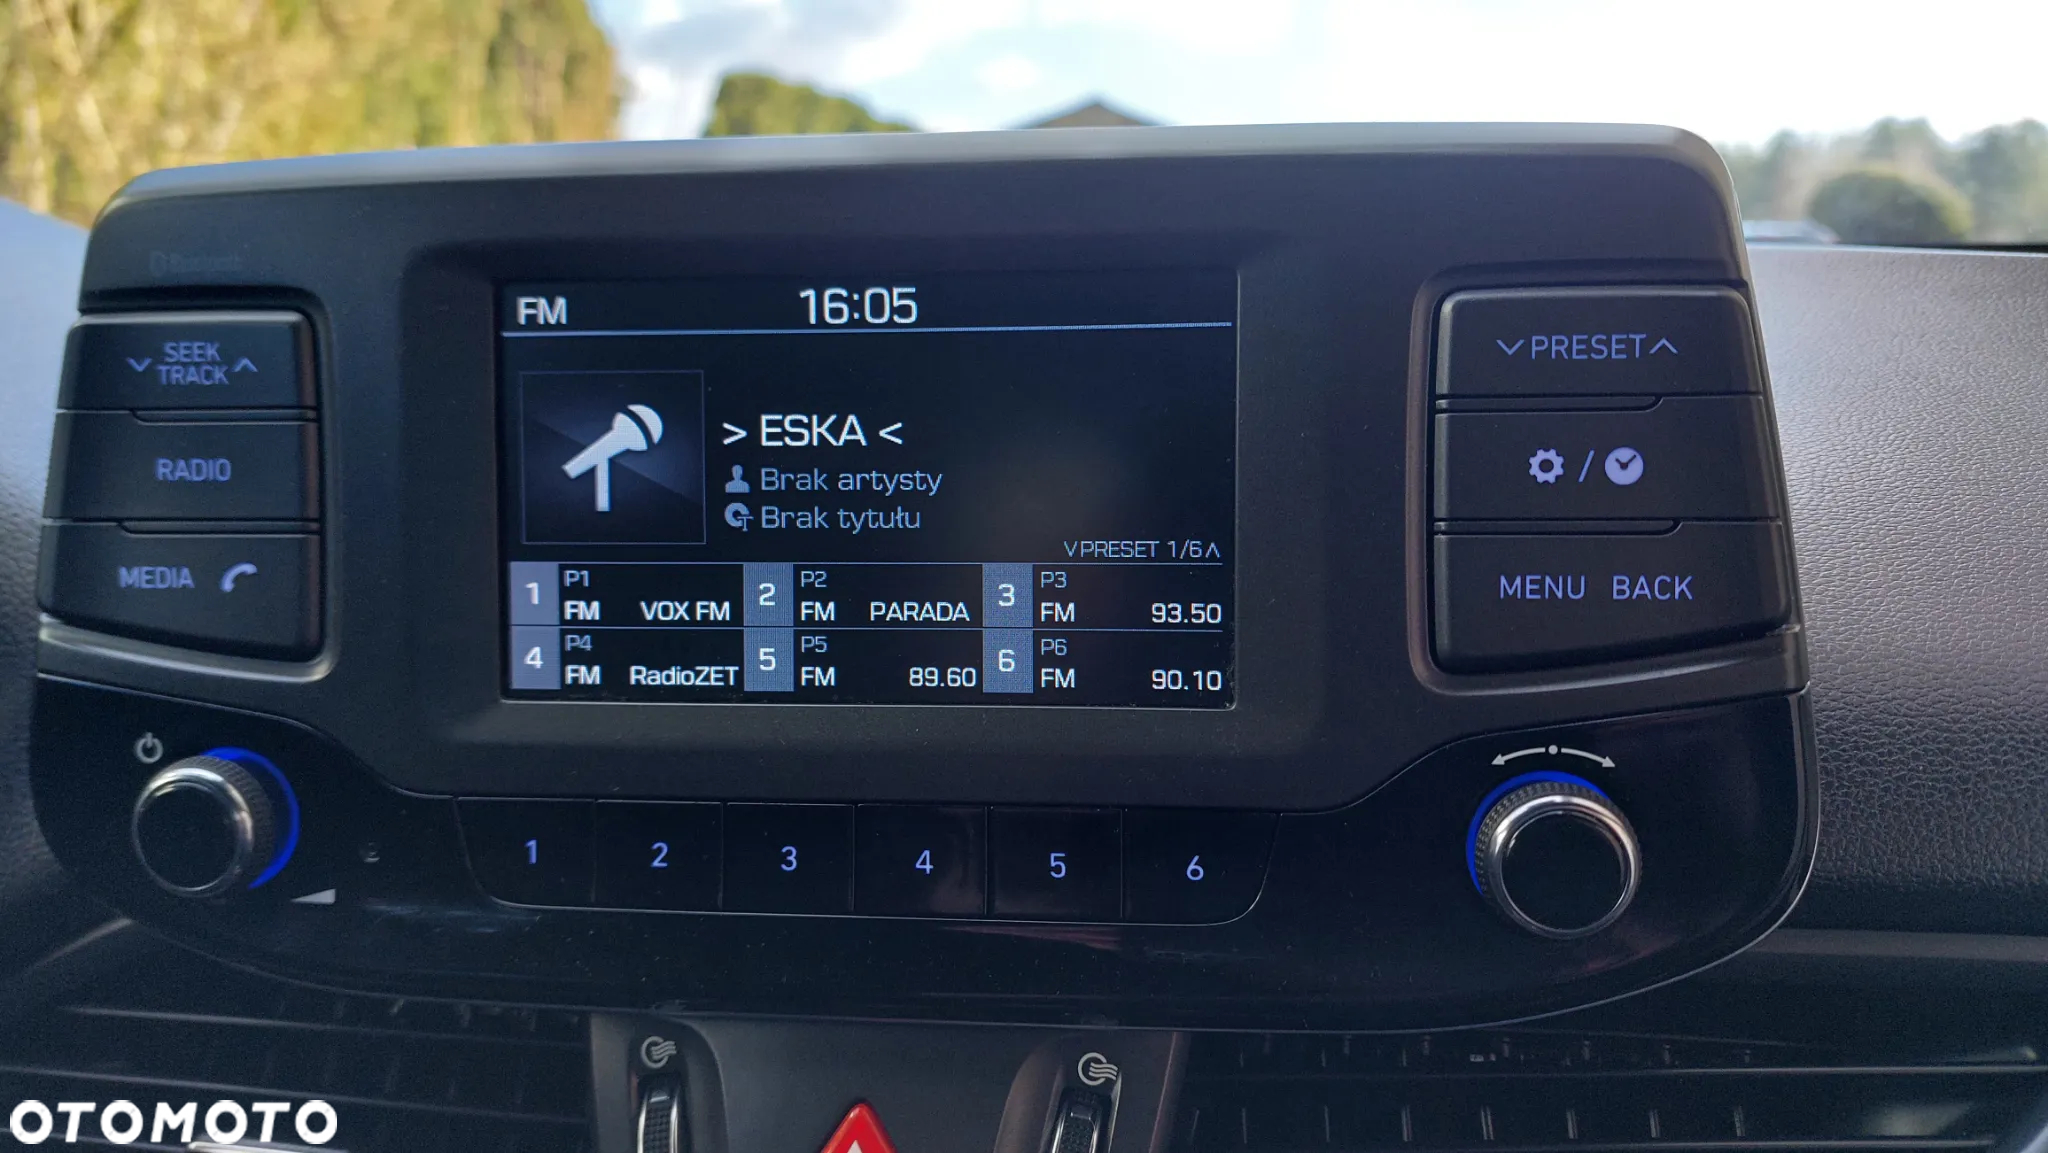 Bluetooth
FM 16:05
SEEK
TRACK
RADIO
MEDIA
> ESKA <
Brak artysty
Brak tytułu
PRESET 1/6
1 P1 FM VOX FM
2 P2 FM PARADA
3 P3 FM 93.50
4 P4 FM RadioZET
5 P5 FM 89.60
6 P6 FM 90.10
PRESET
/
MENU BACK
1 2 3 4 5 6
OTOMOTO